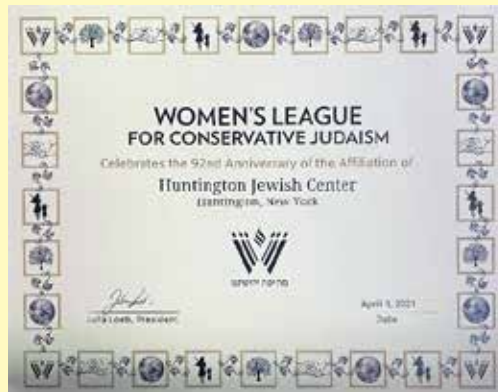 WOMEN'S LEAGUE
FOR CONSERVATIVE JUDAISM
Celebrates the 92nd Anniversary of the Affiliation of
Huntington Jewish Center
Huntington, New York
Loeb, President
April 1, 2021
Date